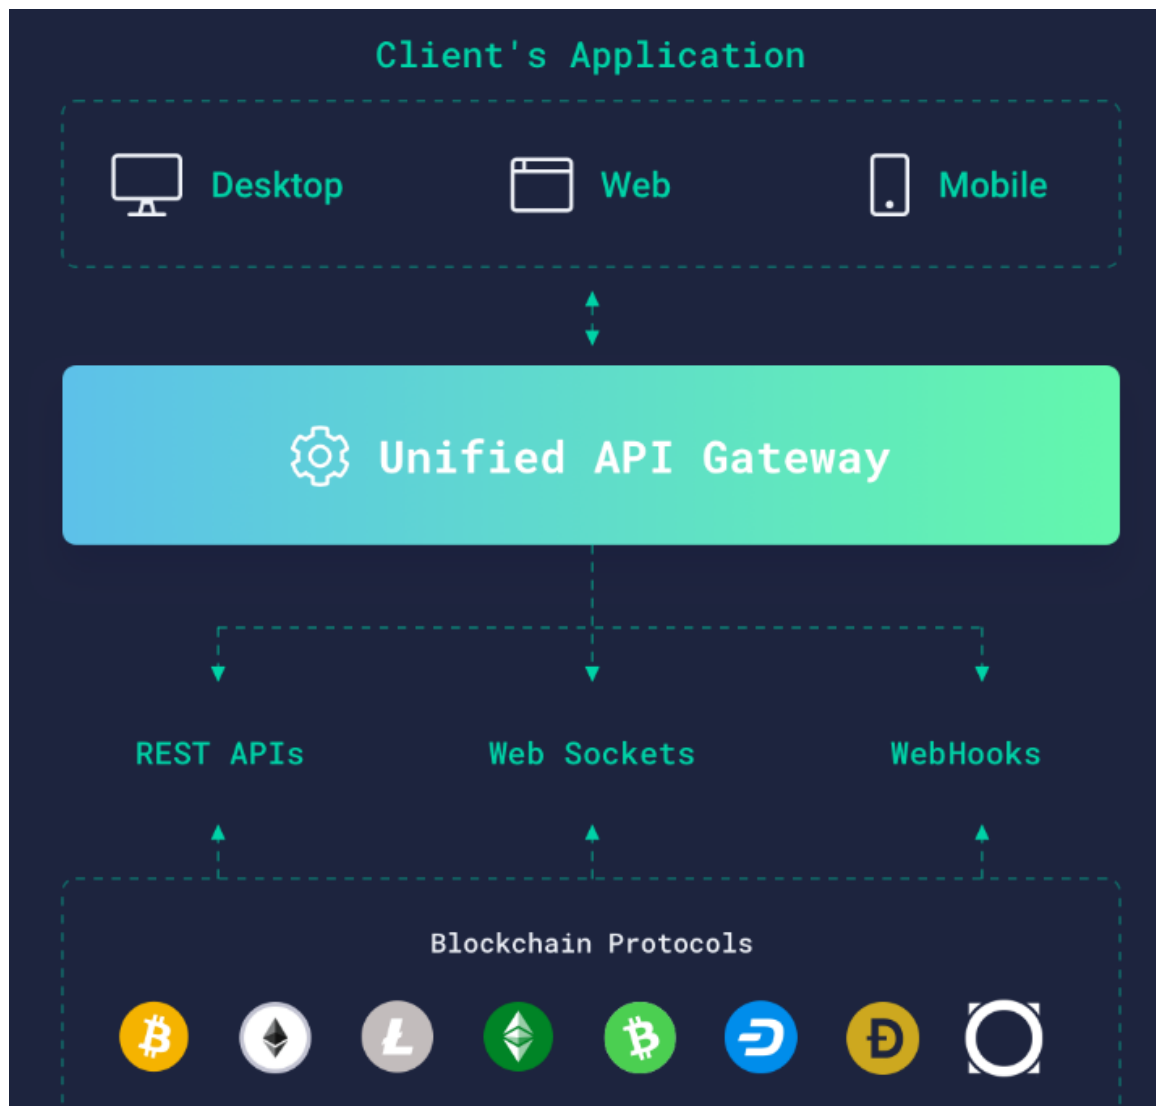 Client's Application
Desktop Web Mobile
Unified API Gateway
REST APIs Web Sockets WebHooks
Blockchain Protocols